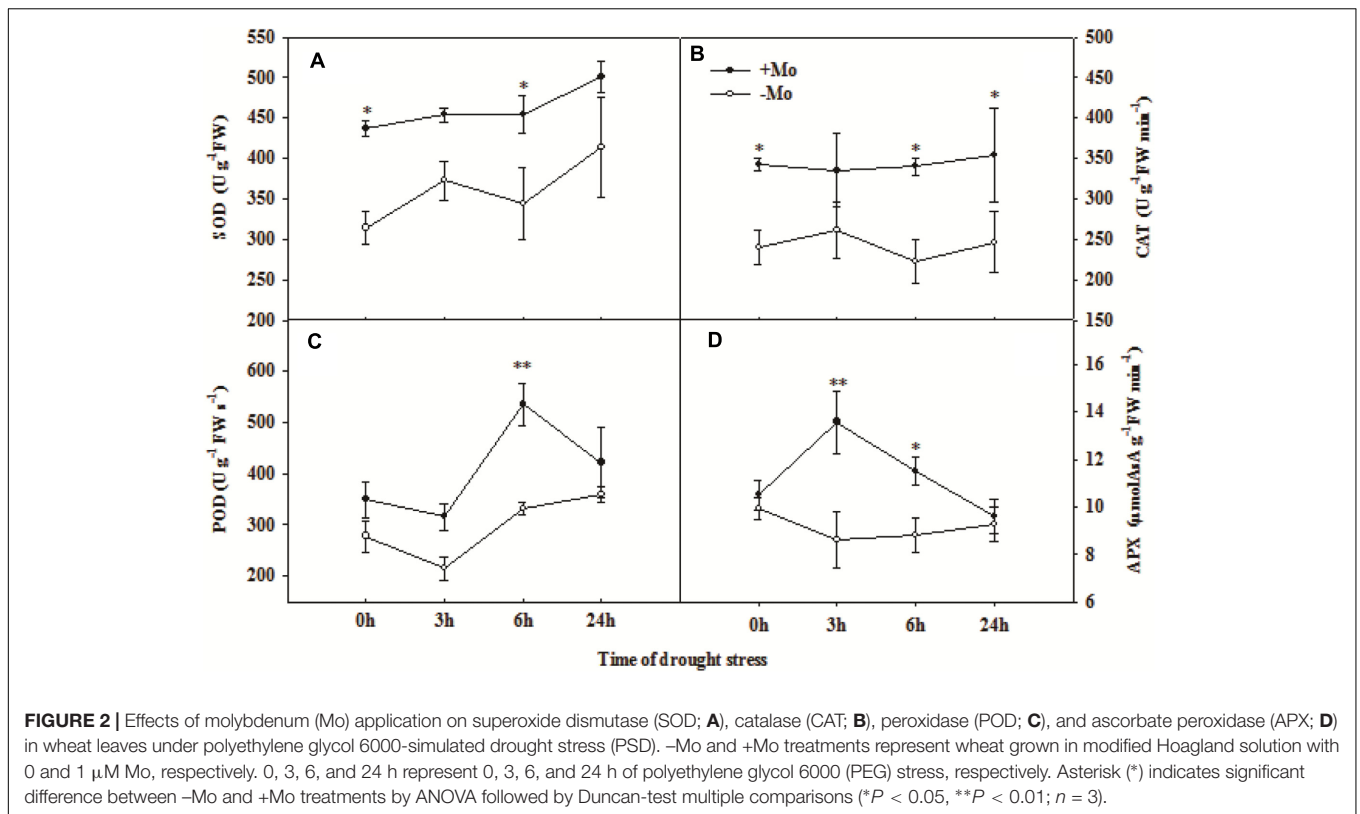 A
550
500
450
400
350
300
250
200
SOD (U g⁻¹FW)
*
*
B
+Mo
-Mo
*
*
*
500
450
400
350
300
250
200
150
CAT (U g⁻¹FW min⁻¹)
C
600
500
400
300
200
POD (U g⁻¹ FW s⁻¹)
**
D
**
*
16
14
12
10
8
6
APX (µmolAsA g⁻¹FW min⁻¹)
0h 3h 6h 24h
0h 3h 6h 24h
Time of drought stress
FIGURE 2 | Effects of molybdenum (Mo) application on superoxide dismutase (SOD; A), catalase (CAT; B), peroxidase (POD; C), and ascorbate peroxidase (APX; D)
in wheat leaves under polyethylene glycol 6000-simulated drought stress (PSD). –Mo and +Mo treatments represent wheat grown in modified Hoagland solution with
0 and 1 µM Mo, respectively. 0, 3, 6, and 24 h represent 0, 3, 6, and 24 h of polyethylene glycol 6000 (PEG) stress, respectively. Asterisk (*) indicates significant
difference between –Mo and +Mo treatments by ANOVA followed by Duncan-test multiple comparisons (*P < 0.05, **P < 0.01; n = 3).